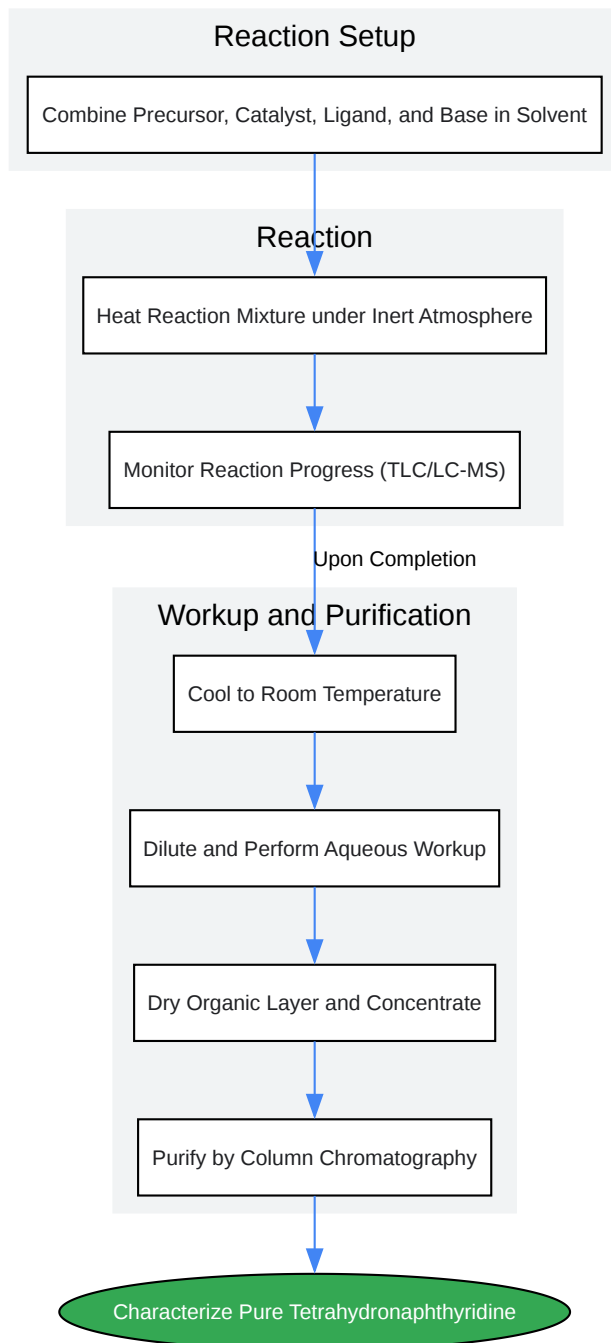 Reaction Setup
Combine Precursor, Catalyst, Ligand, and Base in Solvent
Reaction
Heat Reaction Mixture under Inert Atmosphere
Monitor Reaction Progress (TLC/LC-MS)
Upon Completion
Workup and Purification
Cool to Room Temperature
Dilute and Perform Aqueous Workup
Dry Organic Layer and Concentrate
Purify by Column Chromatography
Characterize Pure Tetrahydronaphthyridine